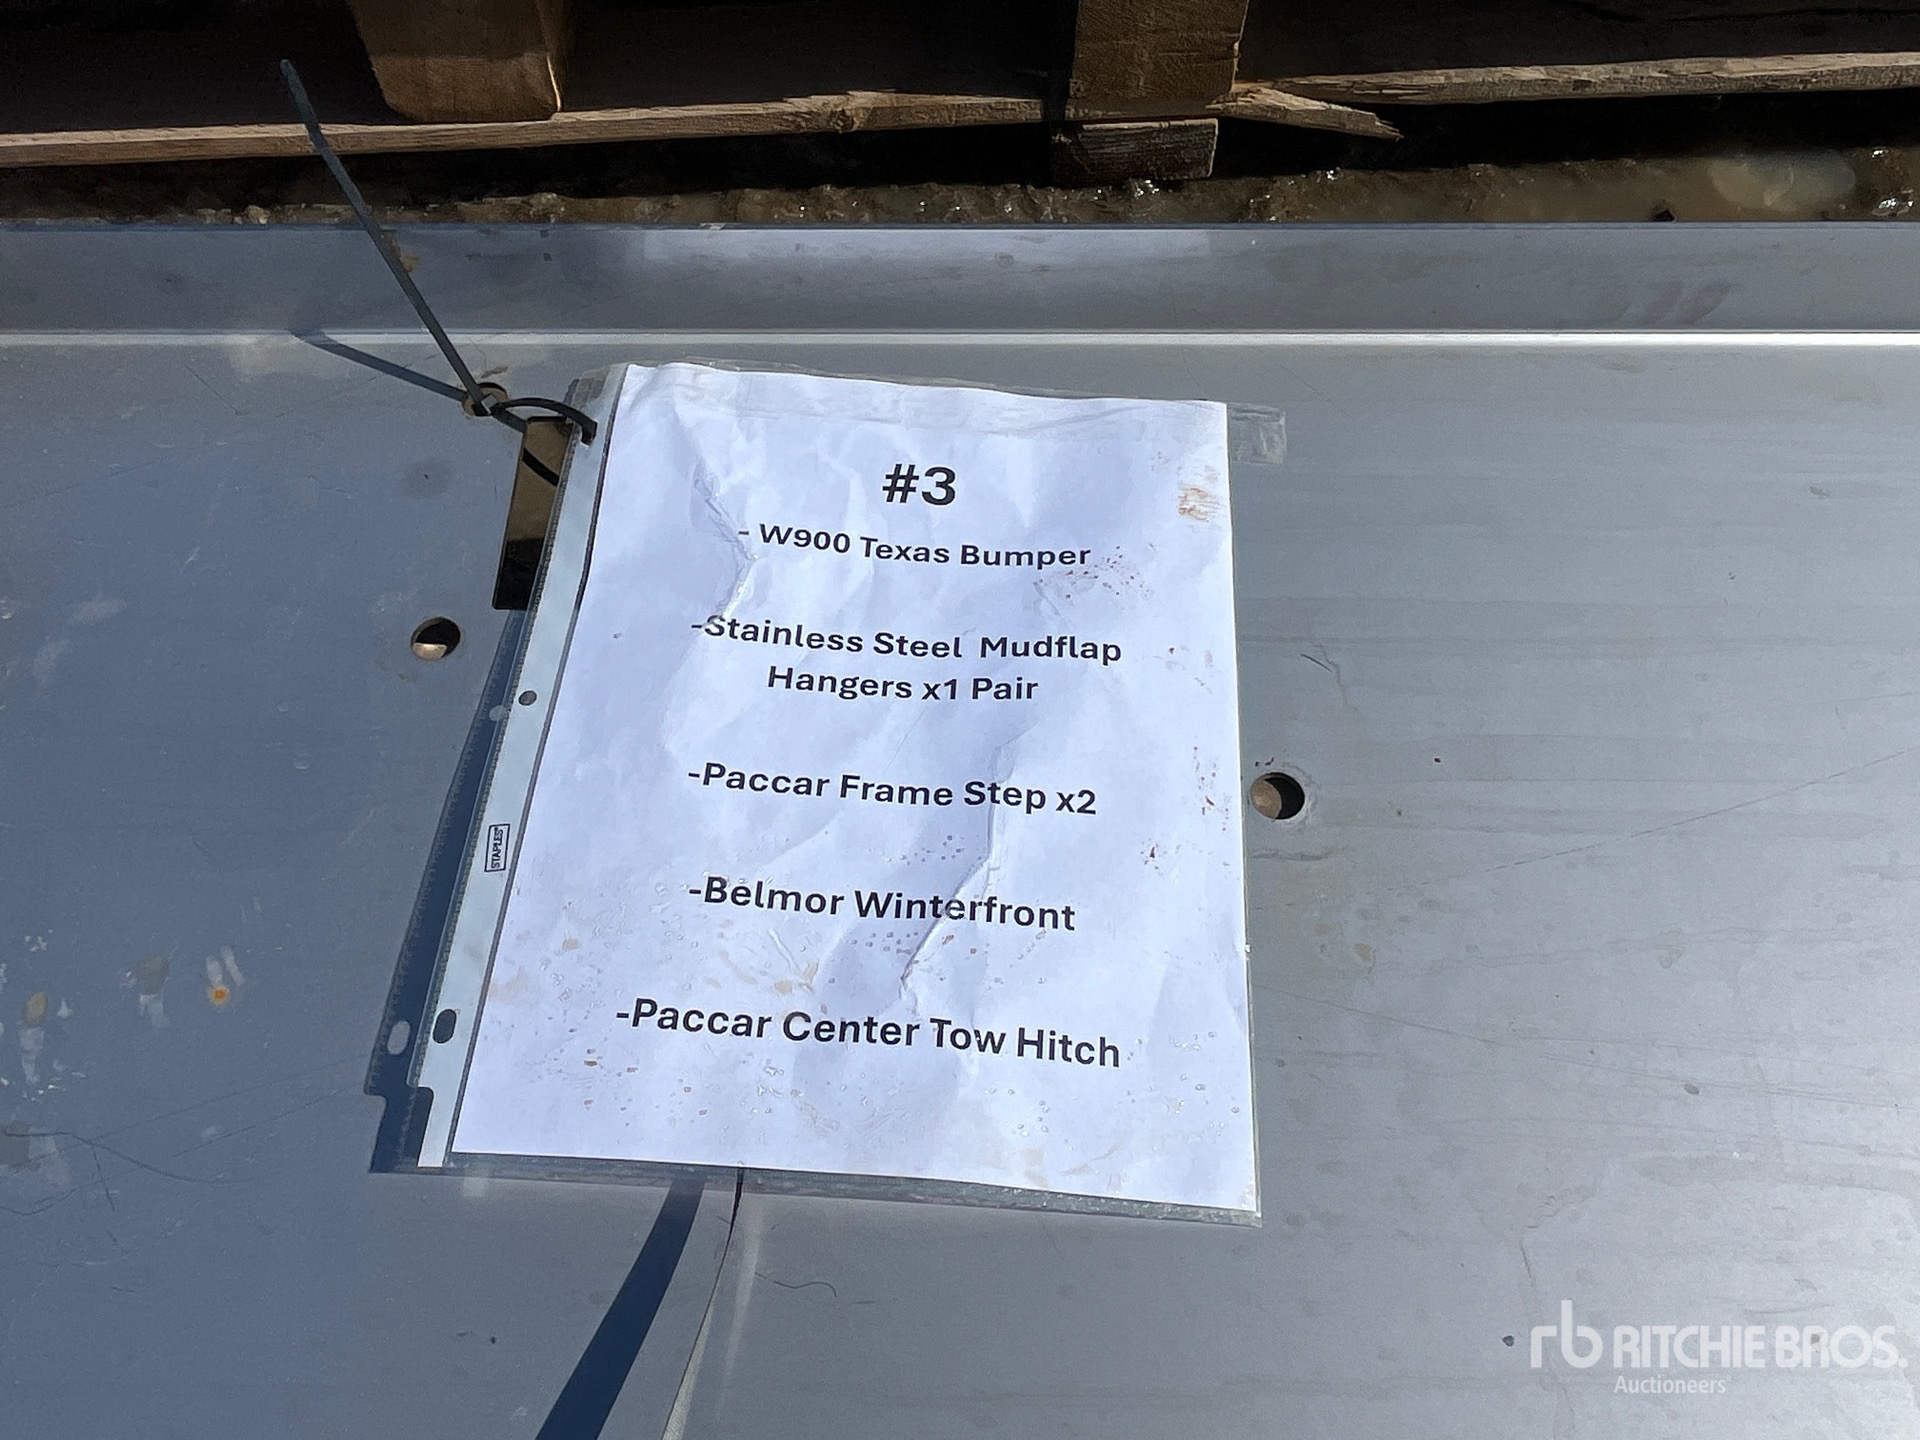 #3
- W900 Texas Bumper
-Stainless Steel Mudflap
Hangers x1 Pair
-Paccar Frame Step x2
-Belmor Winterfront
-Paccar Center Tow Hitch
STAPLES
rb RITCHIE BROS.
Auctioneers